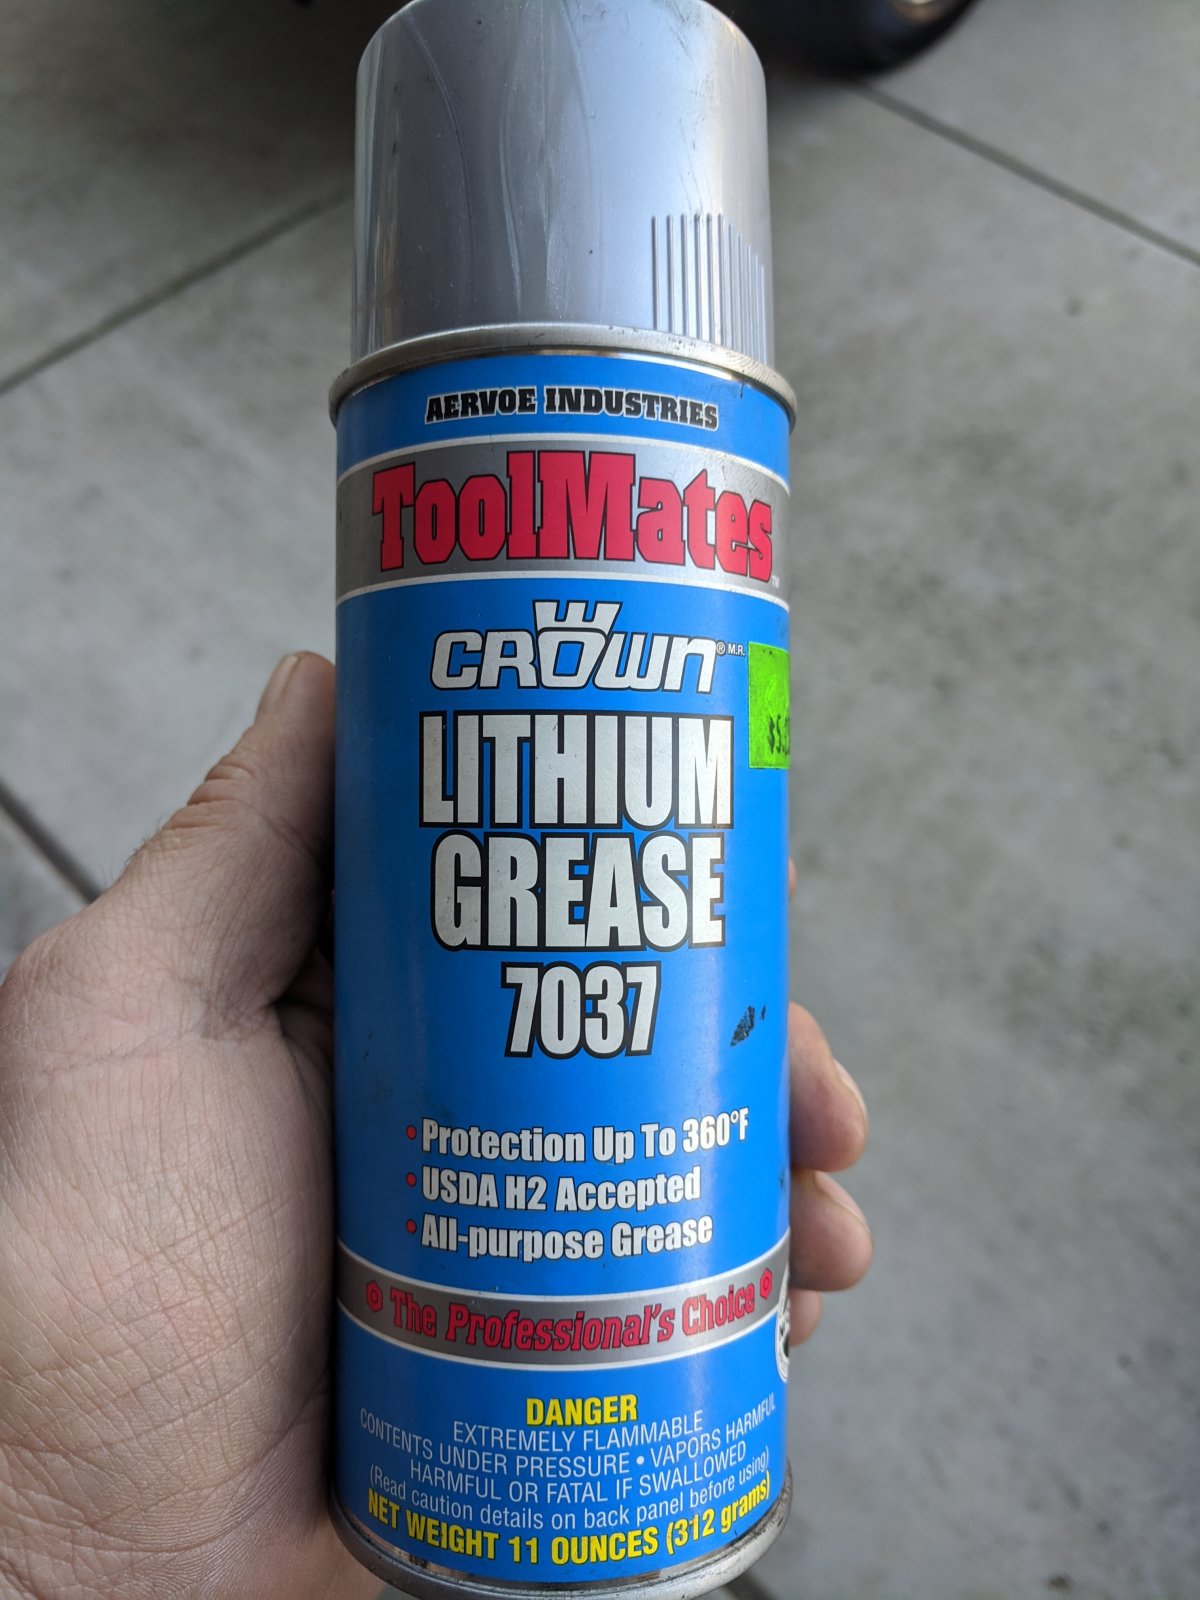 AERVOE INDUSTRIES
ToolMates
TM
CROWN® M.R.
LITHIUM
GREASE
7037
• Protection Up To 360°F
• USDA H2 Accepted
• All-purpose Grease
The Professional's Choice
DANGER
EXTREMELY FLAMMABLE
CONTENTS UNDER PRESSURE • VAPORS HARMFUL
HARMFUL OR FATAL IF SWALLOWED
(Read caution details on back panel before using)
NET WEIGHT 11 OUNCES (312 grams)